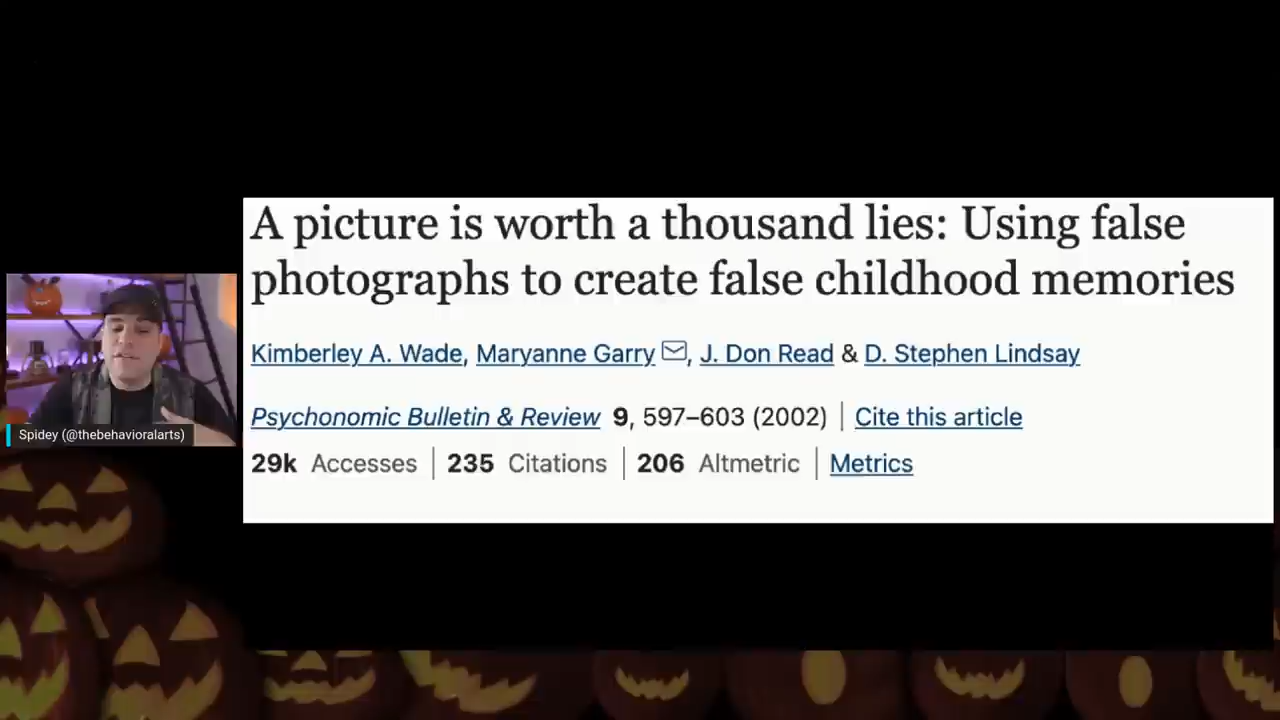 A picture is worth a thousand lies: Using false
photographs to create false childhood memories
Kimberley A. Wade, Maryanne Garry, J. Don Read & D. Stephen Lindsay
Psychonomic Bulletin & Review 9, 597–603 (2002) | Cite this article
29k Accesses | 235 Citations | 206 Altmetric | Metrics
Spidey (@thebehavioralarts)